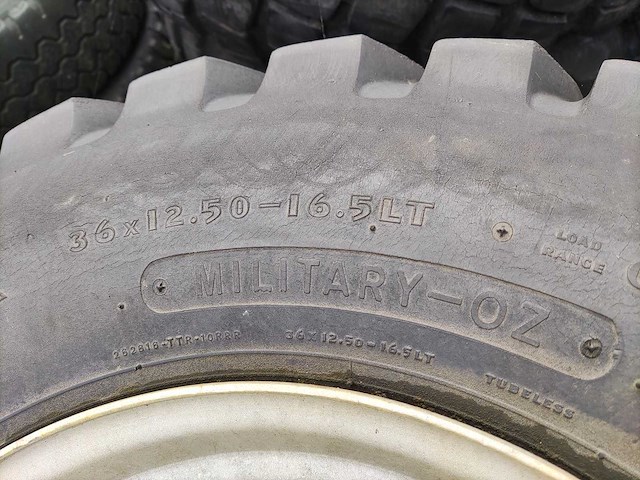 36x12.50-16.5LT
LOAD
RANGE
MILITARY-OZ
36x12.50-16.5LT
TUBELESS